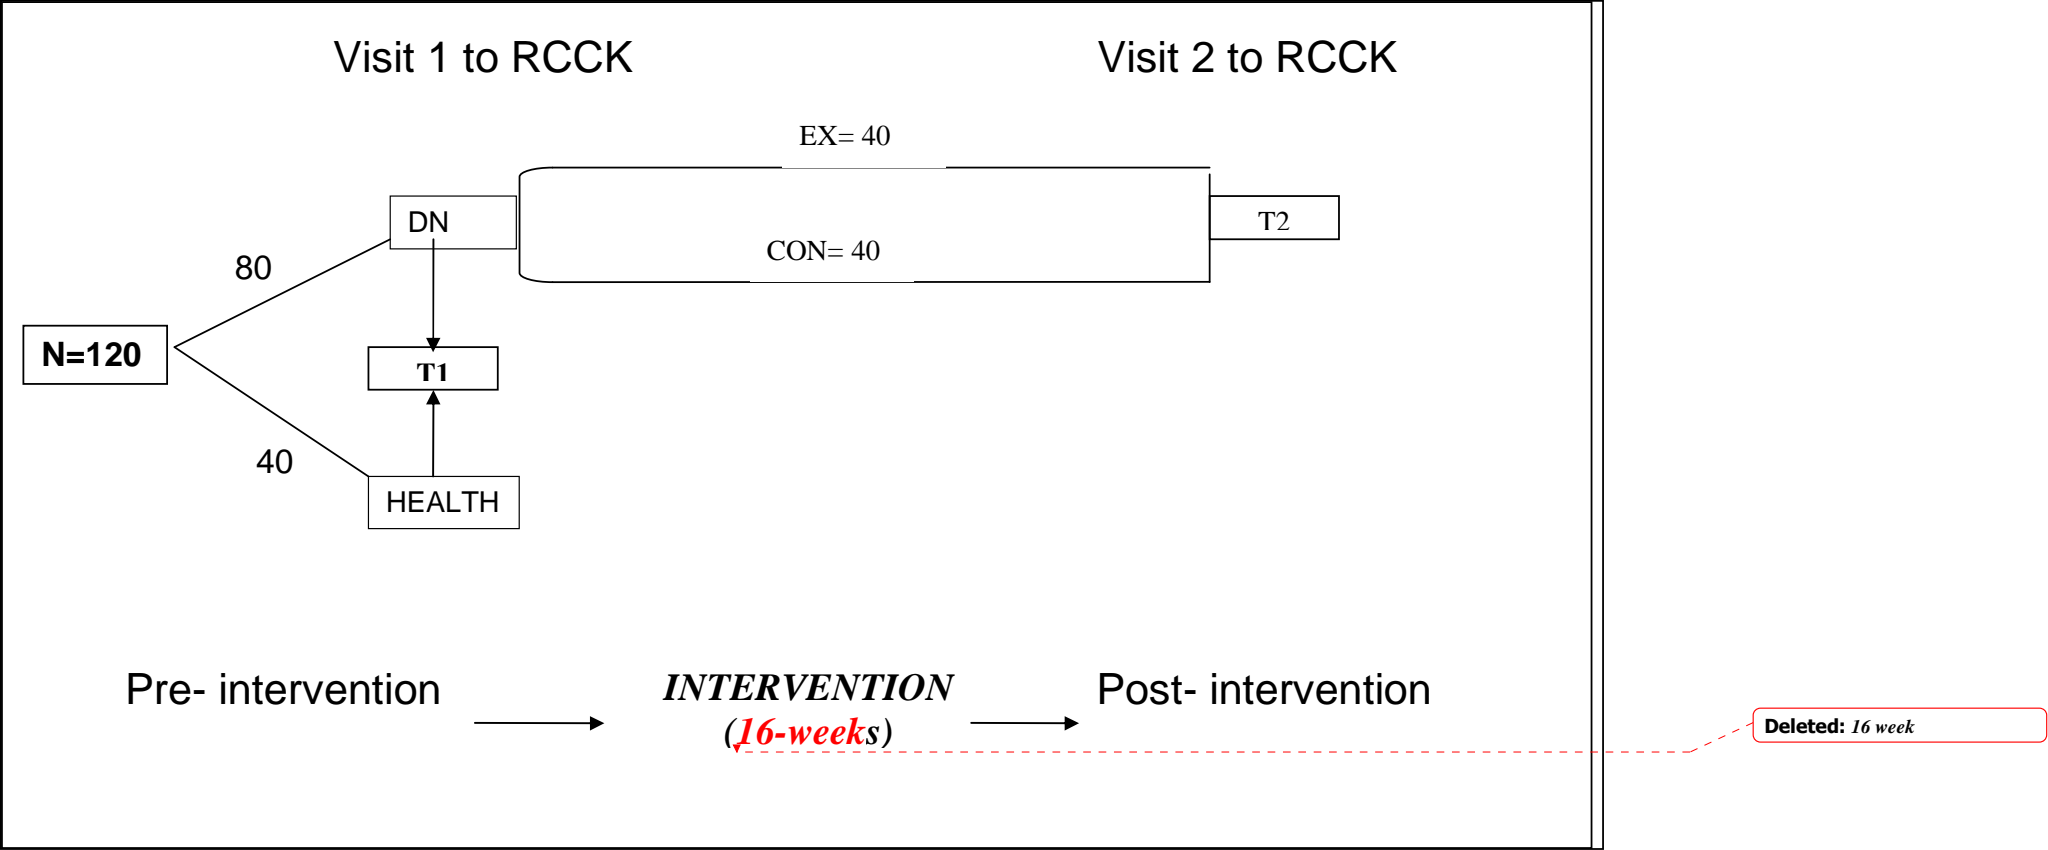 Visit 1 to RCCK
Visit 2 to RCCK
EX= 40
DN
T2
CON= 40
80
N=120
T1
40
HEALTH
Pre- intervention
INTERVENTION
(16-weeks)
Post- intervention
Deleted: 16 week